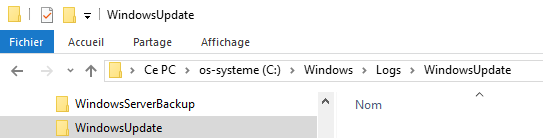 WindowsUpdate
Fichier Accueil Partage Affichage
Ce PC os-systeme (C:) Windows Logs WindowsUpdate
WindowsServerBackup Nom
WindowsUpdate